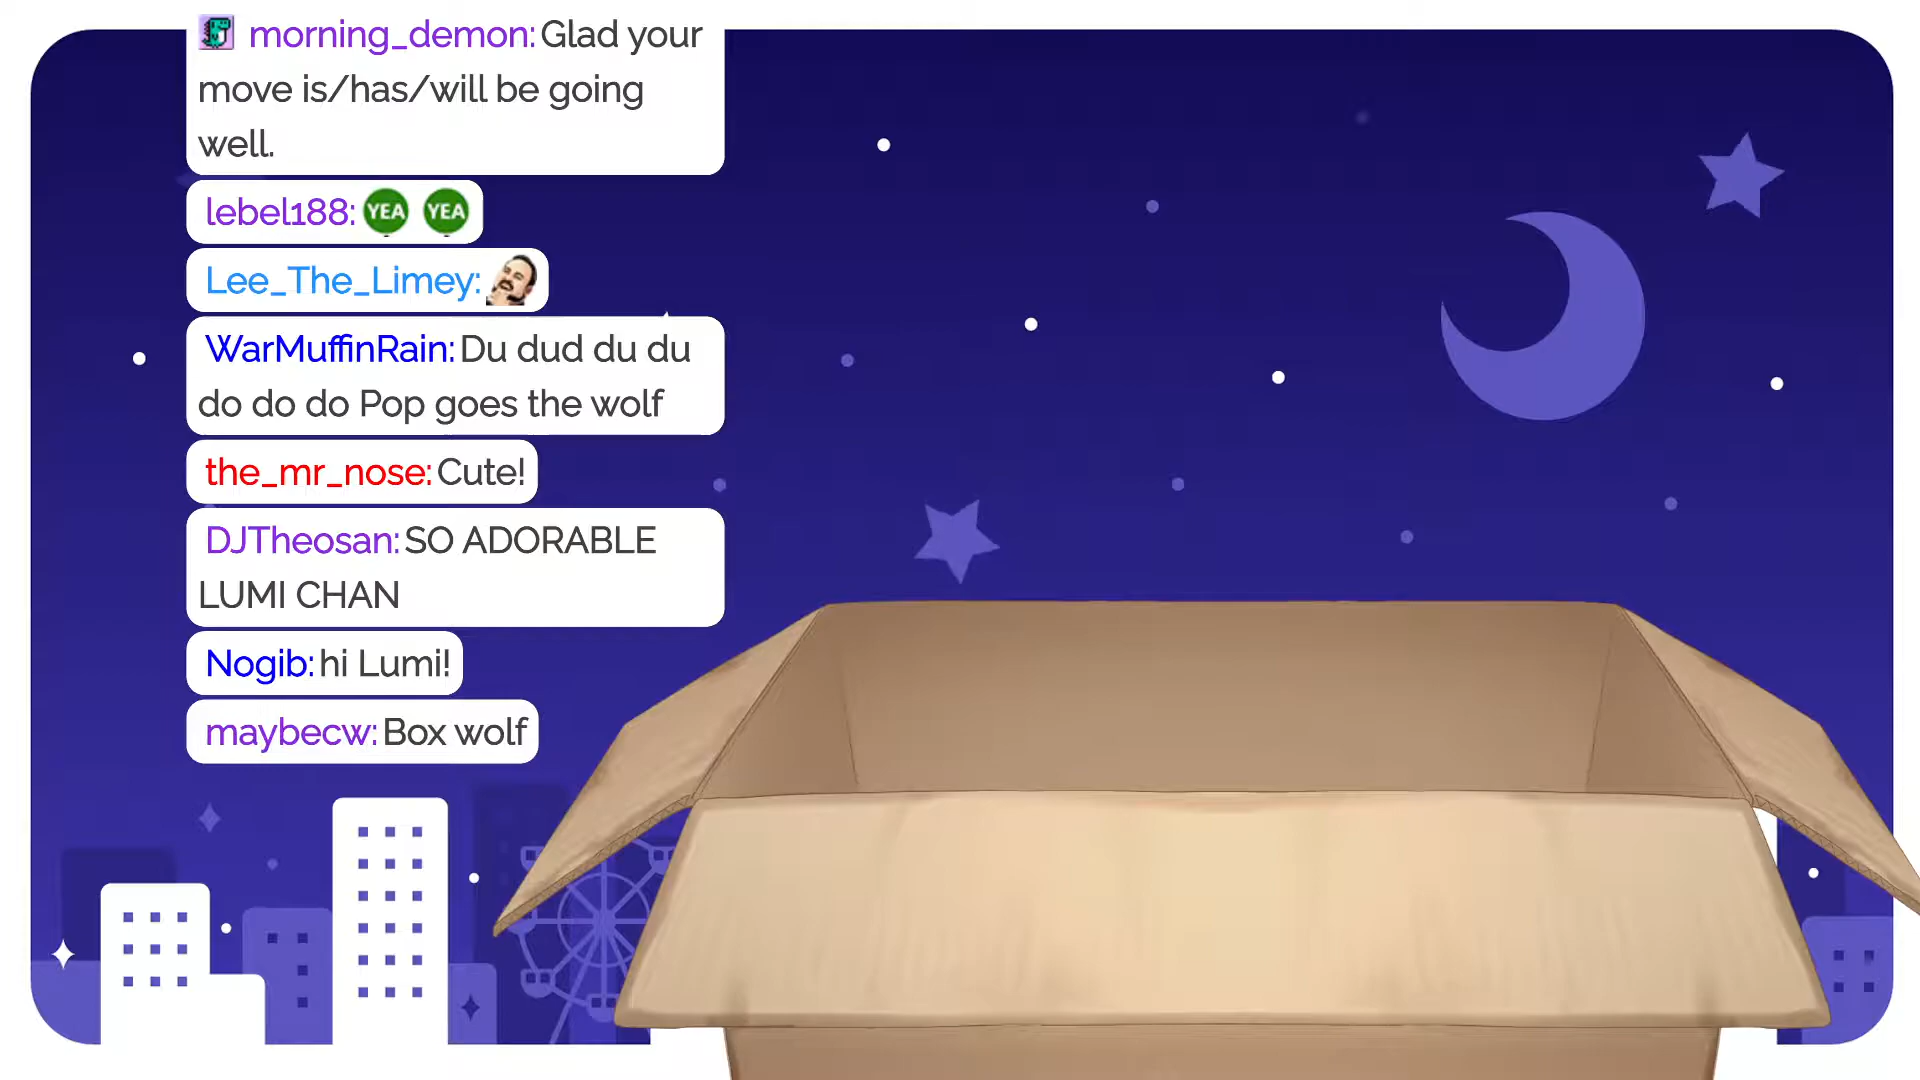 morning_demon: Glad your
move is/has/will be going
well.
lebel188: YEA YEA
Lee_The_Limey:
WarMuffinRain: Du dud du du
do do do Pop goes the wolf
the_mr_nose: Cute!
DJTheosan: SO ADORABLE
LUMI CHAN
Nogib: hi Lumi!
maybecw: Box wolf